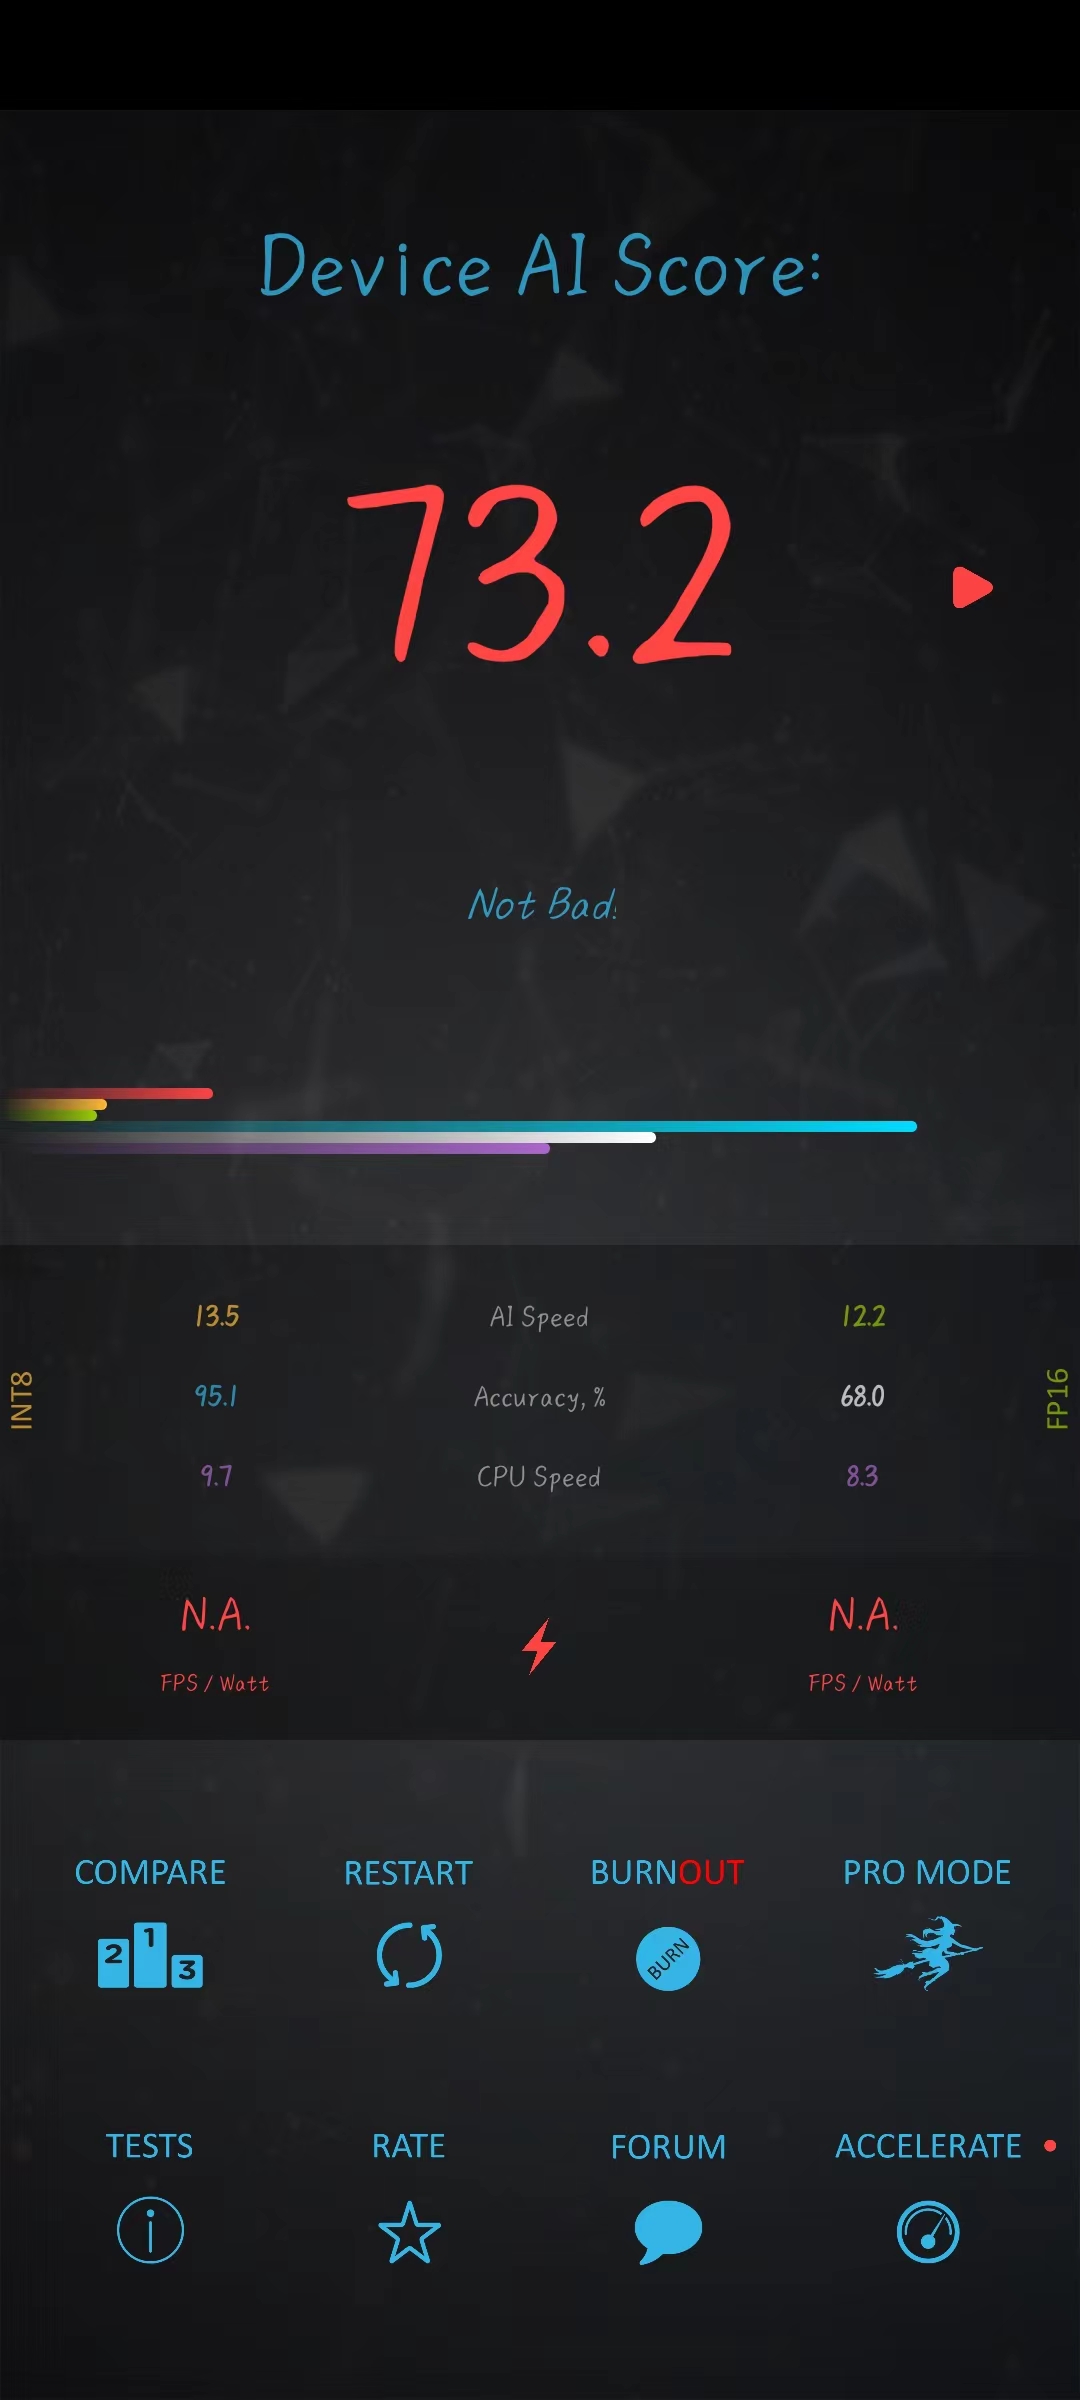 Device AI Score:
73.2
Not Bad!
13.5 AI Speed 12.2
INT8 95.1 Accuracy, % 68.0 FP16
9.7 CPU Speed 8.3
N.A. N.A.
FPS / Watt FPS / Watt
COMPARE RESTART BURNOUT PRO MODE
2 1 3 BURN
TESTS RATE FORUM ACCELERATE